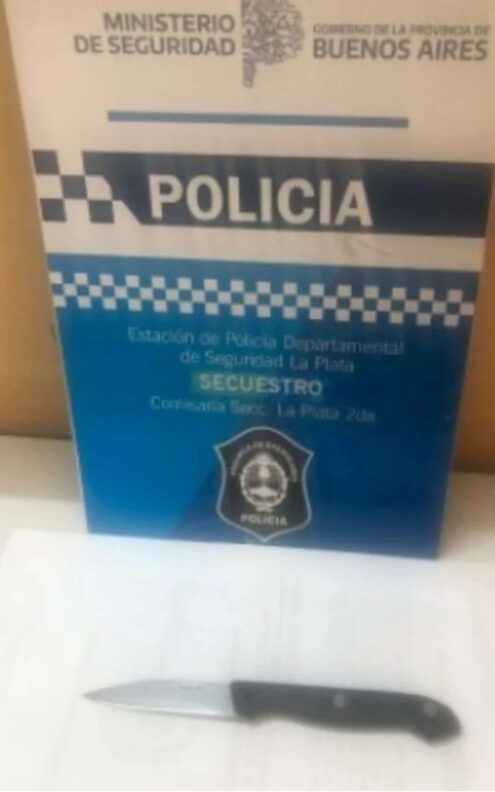 MINISTERIO
DE SEGURIDAD
GOBIERNO DE LA PROVINCIA DE
BUENOS AIRES
POLICIA
Estación de Policía Departamental
de Seguridad La Plata
SECUESTRO
Comisaría Secc. La Plata 2da.
POLICIA